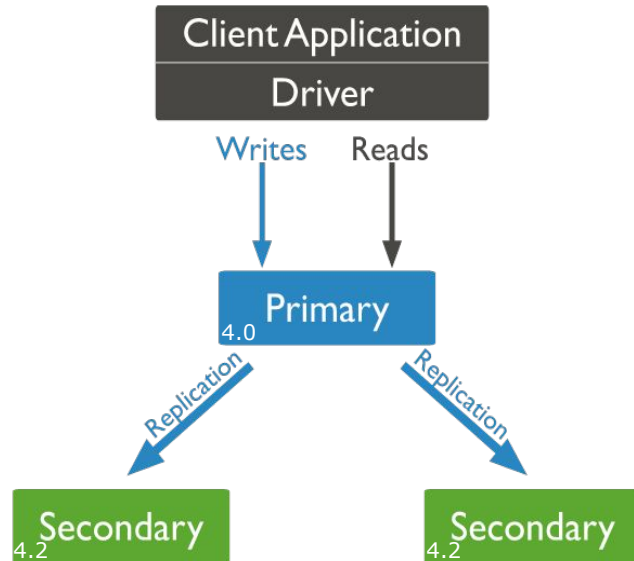 Client Application
Driver
Writes Reads
Primary
4.0
Replication Replication
Secondary Secondary
4.2 4.2